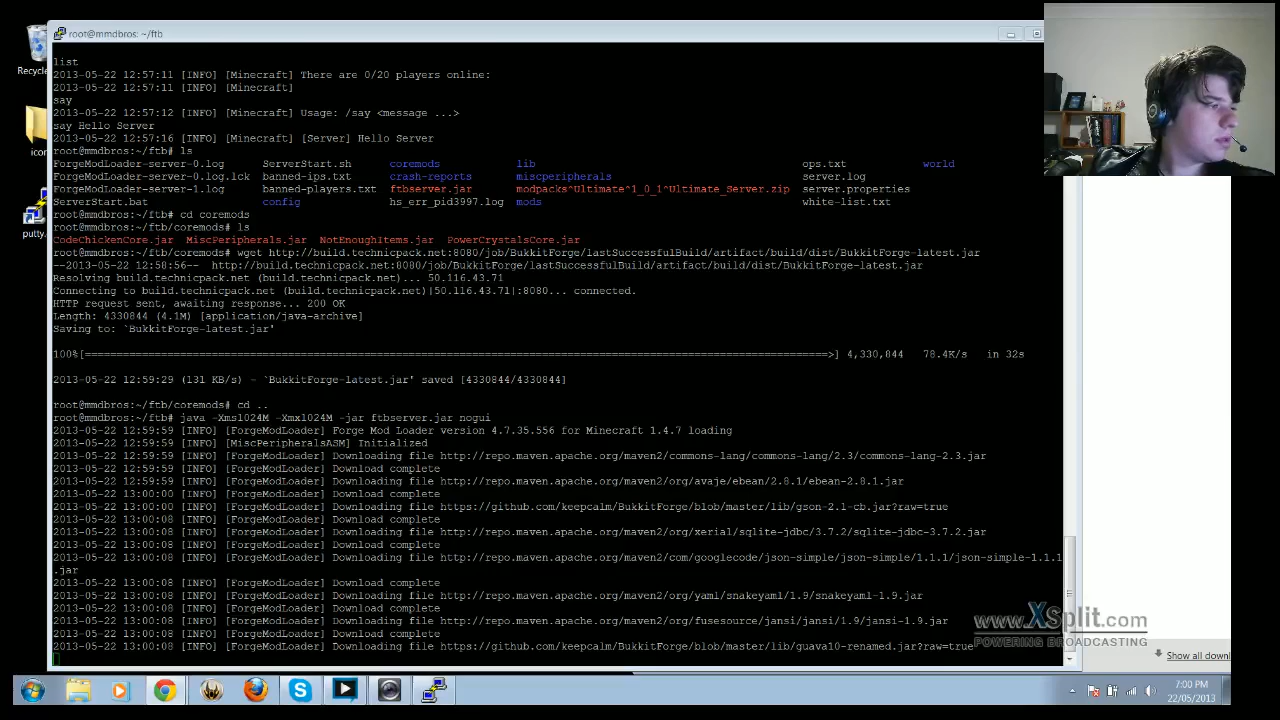 root@mmdbros: ~/ftb
list
2013-05-22 12:57:11 [INFO] [Minecraft] There are 0/20 players online:
2013-05-22 12:57:11 [INFO] [Minecraft]
say
2013-05-22 12:57:12 [INFO] [Minecraft] Usage: /say <message ...>
say Hello Server
2013-05-22 12:57:16 [INFO] [Minecraft] [Server] Hello Server
root@mmdbros:~/ftb# ls
ForgeModLoader-server-0.log ServerStart.sh coremods lib ops.txt world
ForgeModLoader-server-0.log.lck banned-ips.txt crash-reports miscperipherals server.log
ForgeModLoader-server-1.log banned-players.txt ftbserver.jar modpacks^Ultimate^1_0_1^Ultimate_Server.zip server.properties
ServerStart.bat config hs_err_pid3997.log mods white-list.txt
root@mmdbros:~/ftb# cd coremods
root@mmdbros:~/ftb/coremods# ls
CodeChickenCore.jar MiscPeripherals.jar NotEnoughItems.jar PowerCrystalsCore.jar
root@mmdbros:~/ftb/coremods# wget http://build.technicpack.net:8080/job/BukkitForge/lastSuccessfulBuild/artifact/build/dist/BukkitForge-latest.jar
--2013-05-22 12:58:56-- http://build.technicpack.net:8080/job/BukkitForge/lastSuccessfulBuild/artifact/build/dist/BukkitForge-latest.jar
Resolving build.technicpack.net (build.technicpack.net)... 50.116.43.71
Connecting to build.technicpack.net (build.technicpack.net)|50.116.43.71|:8080... connected.
HTTP request sent, awaiting response... 200 OK
Length: 4330844 (4.1M) [application/java-archive]
Saving to: `BukkitForge-latest.jar'
100%[======================================================================================================>] 4,330,844 78.4K/s in 32s
2013-05-22 12:59:29 (131 KB/s) - `BukkitForge-latest.jar' saved [4330844/4330844]
root@mmdbros:~/ftb/coremods# cd ..
root@mmdbros:~/ftb# java -Xms1024M -Xmx1024M -jar ftbserver.jar nogui
2013-05-22 12:59:59 [INFO] [ForgeModLoader] Forge Mod Loader version 4.7.35.556 for Minecraft 1.4.7 loading
2013-05-22 12:59:59 [INFO] [MiscPeripheralsASM] Initialized
2013-05-22 12:59:59 [INFO] [ForgeModLoader] Downloading file http://repo.maven.apache.org/maven2/commons-lang/commons-lang/2.3/commons-lang-2.3.jar
2013-05-22 12:59:59 [INFO] [ForgeModLoader] Download complete
2013-05-22 12:59:59 [INFO] [ForgeModLoader] Downloading file http://repo.maven.apache.org/maven2/org/avaje/ebean/2.8.1/ebean-2.8.1.jar
2013-05-22 13:00:00 [INFO] [ForgeModLoader] Download complete
2013-05-22 13:00:00 [INFO] [ForgeModLoader] Downloading file https://github.com/keepcalm/BukkitForge/blob/master/lib/gson-2.1-cb.jar?raw=true
2013-05-22 13:00:08 [INFO] [ForgeModLoader] Download complete
2013-05-22 13:00:08 [INFO] [ForgeModLoader] Downloading file http://repo.maven.apache.org/maven2/org/xerial/sqlite-jdbc/3.7.2/sqlite-jdbc-3.7.2.jar
2013-05-22 13:00:08 [INFO] [ForgeModLoader] Download complete
2013-05-22 13:00:08 [INFO] [ForgeModLoader] Downloading file http://repo.maven.apache.org/maven2/com/googlecode/json-simple/json-simple/1.1.1/json-simple-1.1.1
.jar
2013-05-22 13:00:08 [INFO] [ForgeModLoader] Download complete
2013-05-22 13:00:08 [INFO] [ForgeModLoader] Downloading file http://repo.maven.apache.org/maven2/org/yaml/snakeyaml/1.9/snakeyaml-1.9.jar
2013-05-22 13:00:08 [INFO] [ForgeModLoader] Download complete
2013-05-22 13:00:08 [INFO] [ForgeModLoader] Downloading file http://repo.maven.apache.org/maven2/org/fusesource/jansi/jansi/1.9/jansi-1.9.jar
2013-05-22 13:00:08 [INFO] [ForgeModLoader] Download complete
2013-05-22 13:00:08 [INFO] [ForgeModLoader] Downloading file https://github.com/keepcalm/BukkitForge/blob/master/lib/guava10-renamed.jar?raw=true
Recycle
icon
putty.
www.XSplit.com
POWERING BROADCASTING
Show all downl
7:00 PM
22/05/2013